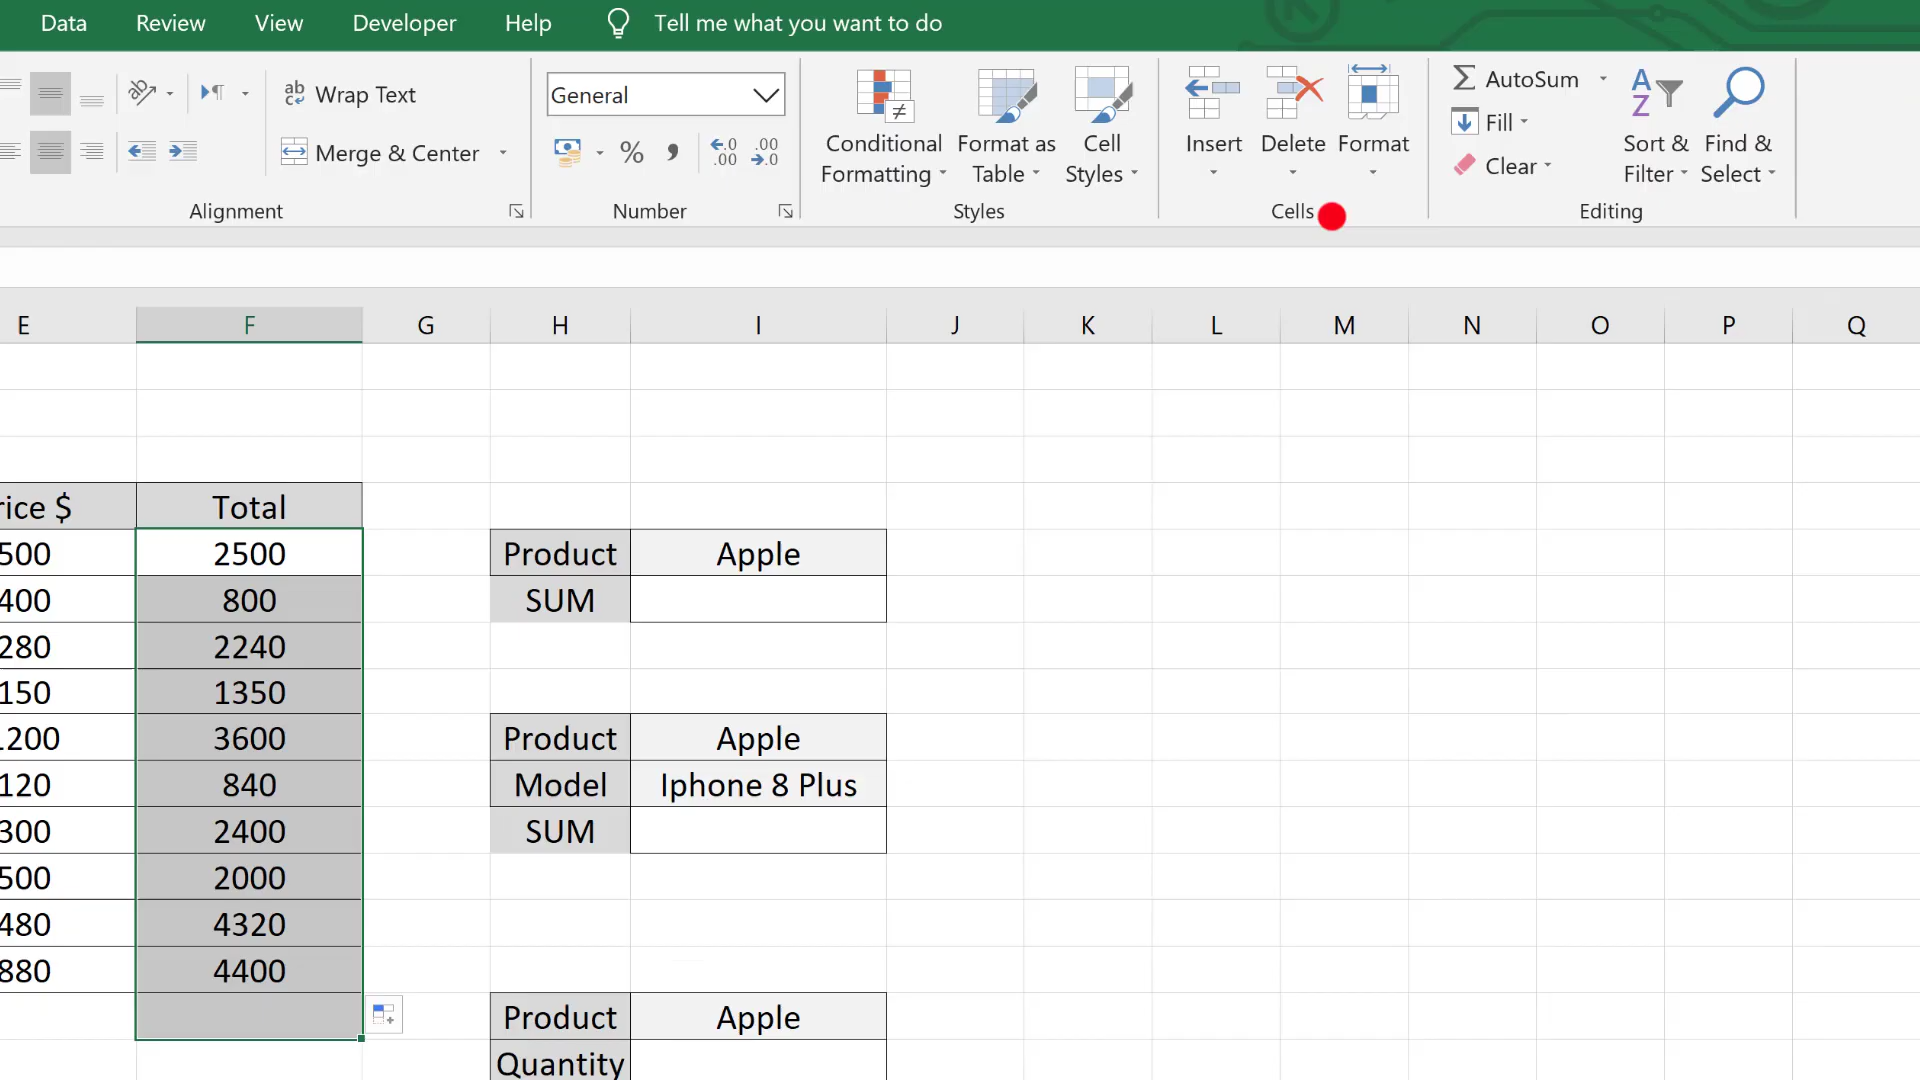 Data Review View Developer Help Tell me what you want to do
Wrap Text General AutoSum
Merge & Center % Conditional Formatting Format as Table Cell Styles Insert Delete Format Fill Clear Sort & Filter Find & Select
Alignment Number Styles Cells Editing
E F G H I J K L M N O P Q
rice $ Total
500 2500 Product Apple
400 800 SUM
280 2240
150 1350
1200 3600 Product Apple
120 840 Model Iphone 8 Plus
300 2400 SUM
500 2000
480 4320
880 4400
Product Apple
Quantity